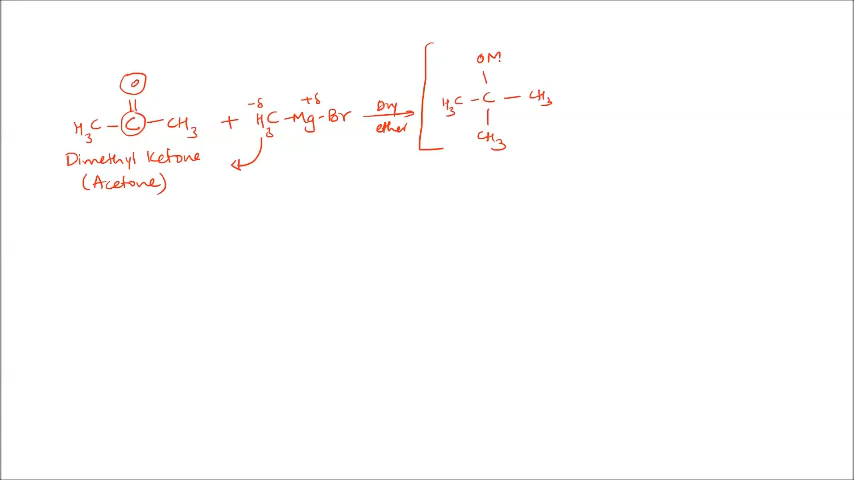 O
H3C - C - CH3 + H3C - Mg - Br Dry ether
-δ +δ
OM
H3C - C - CH3
CH3
Dimethyl Ketone
(Acetone)